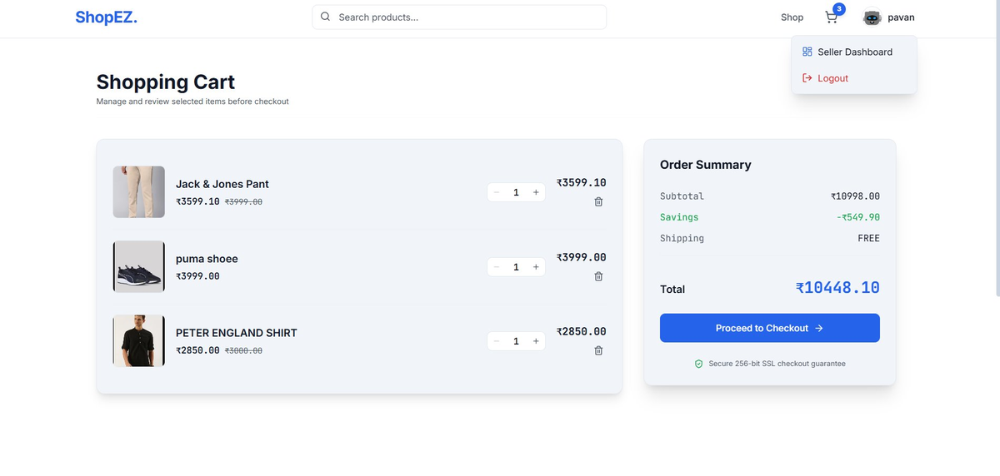 ShopEZ.
Search products...
Shop
3
pavan
Seller Dashboard
Logout
Shopping Cart
Manage and review selected items before checkout
Jack & Jones Pant
₹3599.10 ₹3999.00
− 1 +
₹3599.10
puma shoee
₹3999.00
− 1 +
₹3999.00
PETER ENGLAND SHIRT
₹2850.00 ₹3000.00
− 1 +
₹2850.00
Order Summary
Subtotal ₹10998.00
Savings -₹549.90
Shipping FREE
Total ₹10448.10
Proceed to Checkout →
Secure 256-bit SSL checkout guarantee